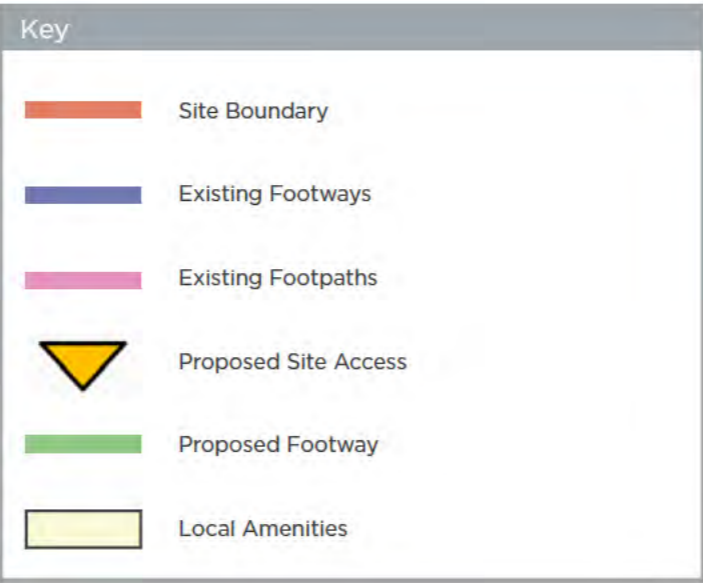 Key
Site Boundary
Existing Footways
Existing Footpaths
Proposed Site Access
Proposed Footway
Local Amenities